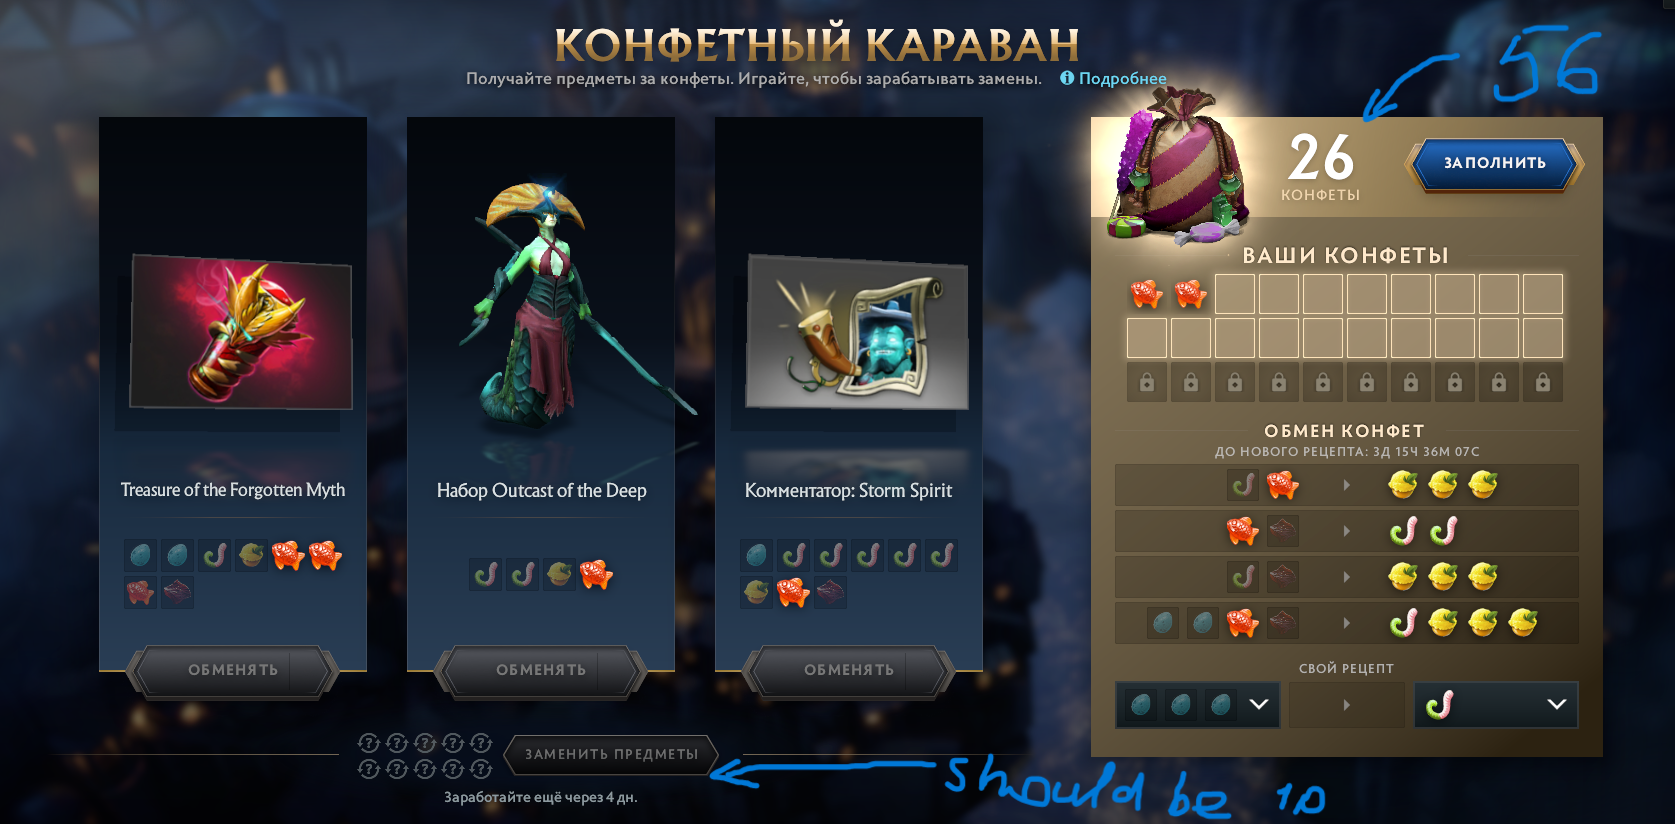 КОНФЕТНЫЙ КАРАВАН
Получайте предметы за конфеты. Играйте, чтобы зарабатывать замены. Подробнее
56
26
КОНФЕТЫ
ЗАПОЛНИТЬ
ВАШИ КОНФЕТЫ
ОБМЕН КОНФЕТ
ДО НОВОГО РЕЦЕПТА: 3Д 15Ч 36М 07С
Treasure of the Forgotten Myth
Набор Outcast of the Deep
Комментатор: Storm Spirit
ОБМЕНЯТЬ
ОБМЕНЯТЬ
ОБМЕНЯТЬ
СВОЙ РЕЦЕПТ
ЗАМЕНИТЬ ПРЕДМЕТЫ
Заработайте ещё через 4 дн.
should be 10